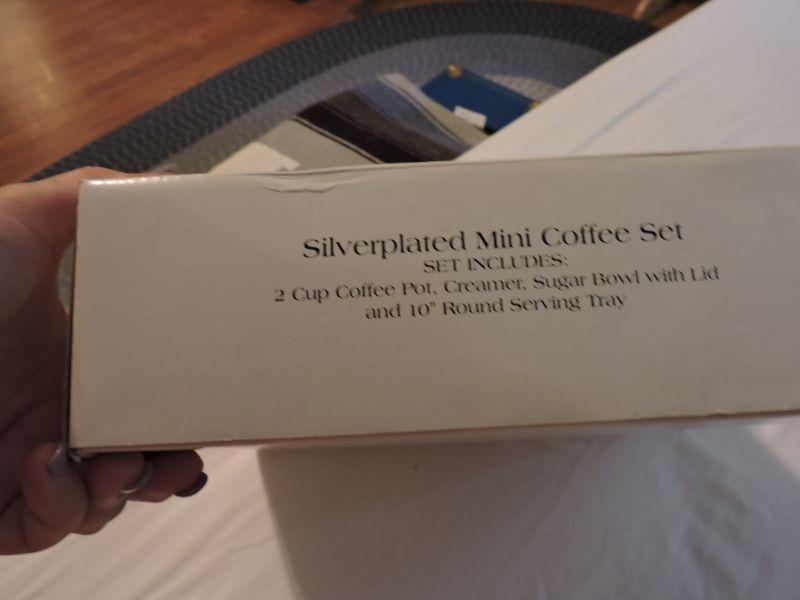 Silverplated Mini Coffee Set
SET INCLUDES:
2 Cup Coffee Pot, Creamer, Sugar Bowl with Lid
and 10" Round Serving Tray